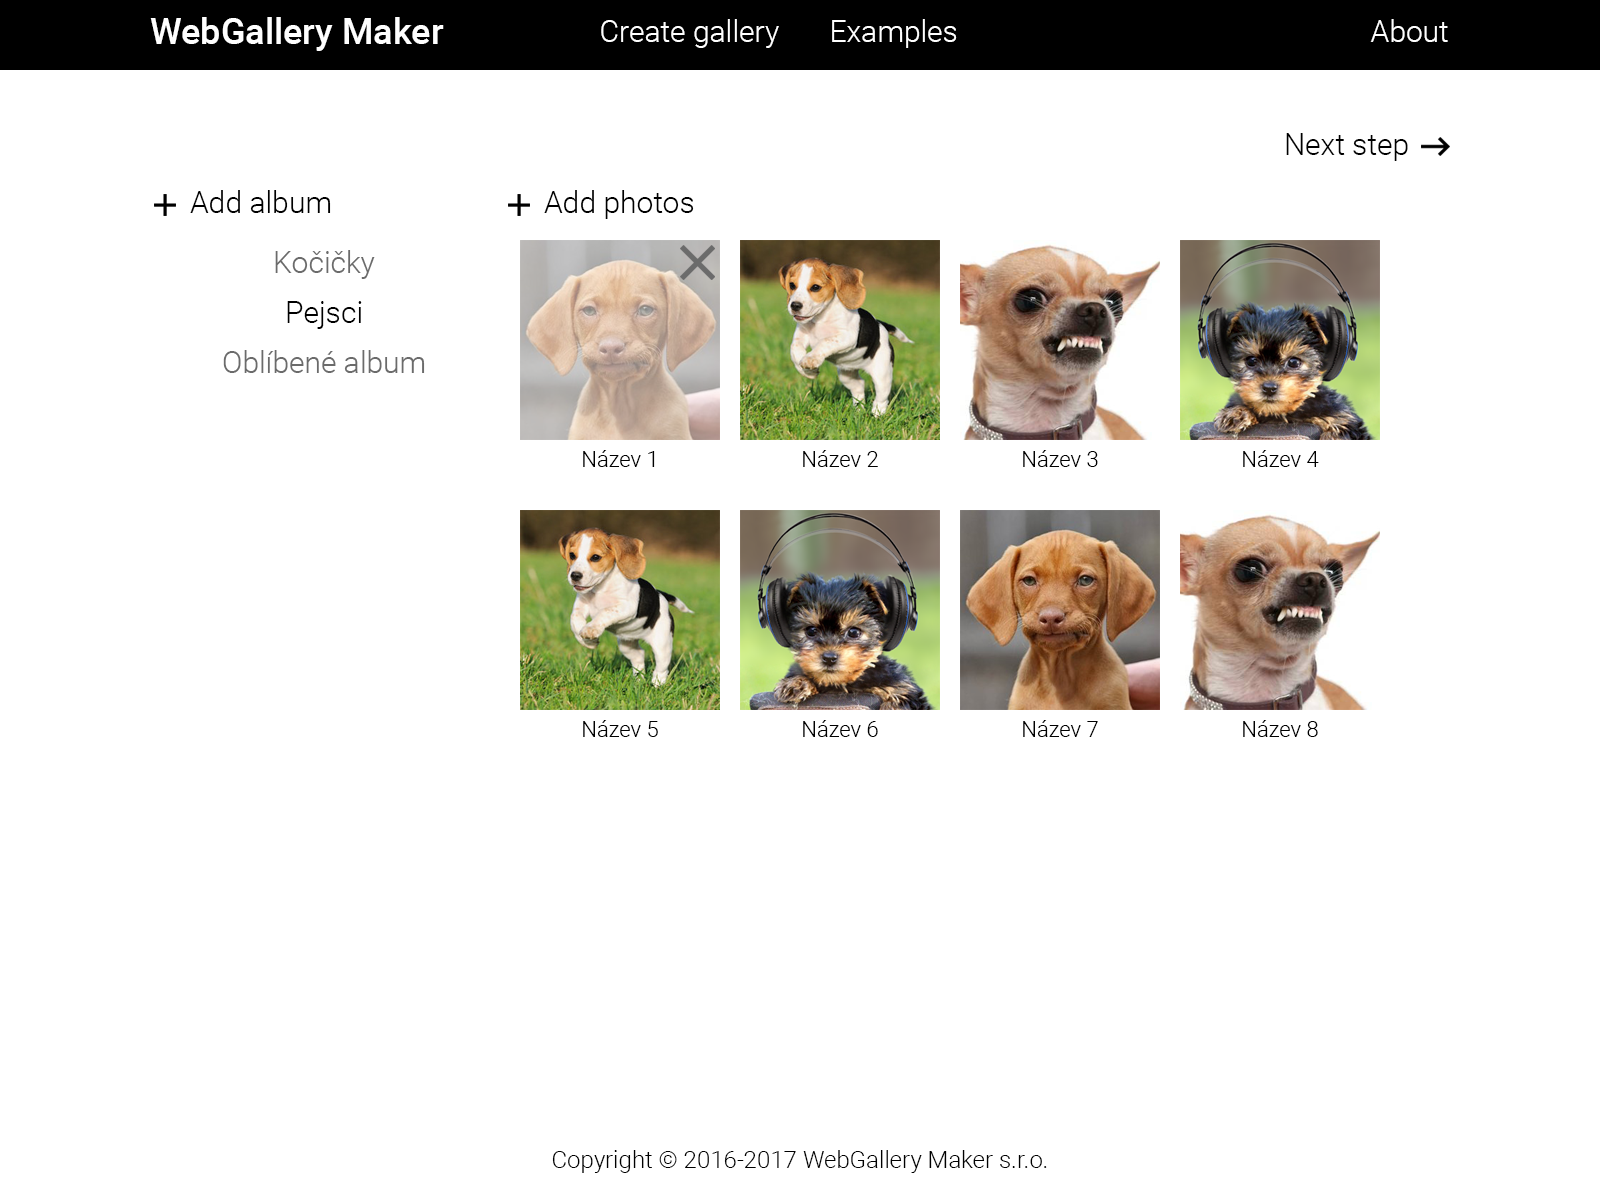 WebGallery Maker
Create gallery
Examples
About
Next step
Add album
Kočičky
Pejsci
Oblíbené album
Add photos
Název 1
Název 2
Název 3
Název 4
Název 5
Název 6
Název 7
Název 8
Copyright © 2016-2017 WebGallery Maker s.r.o.